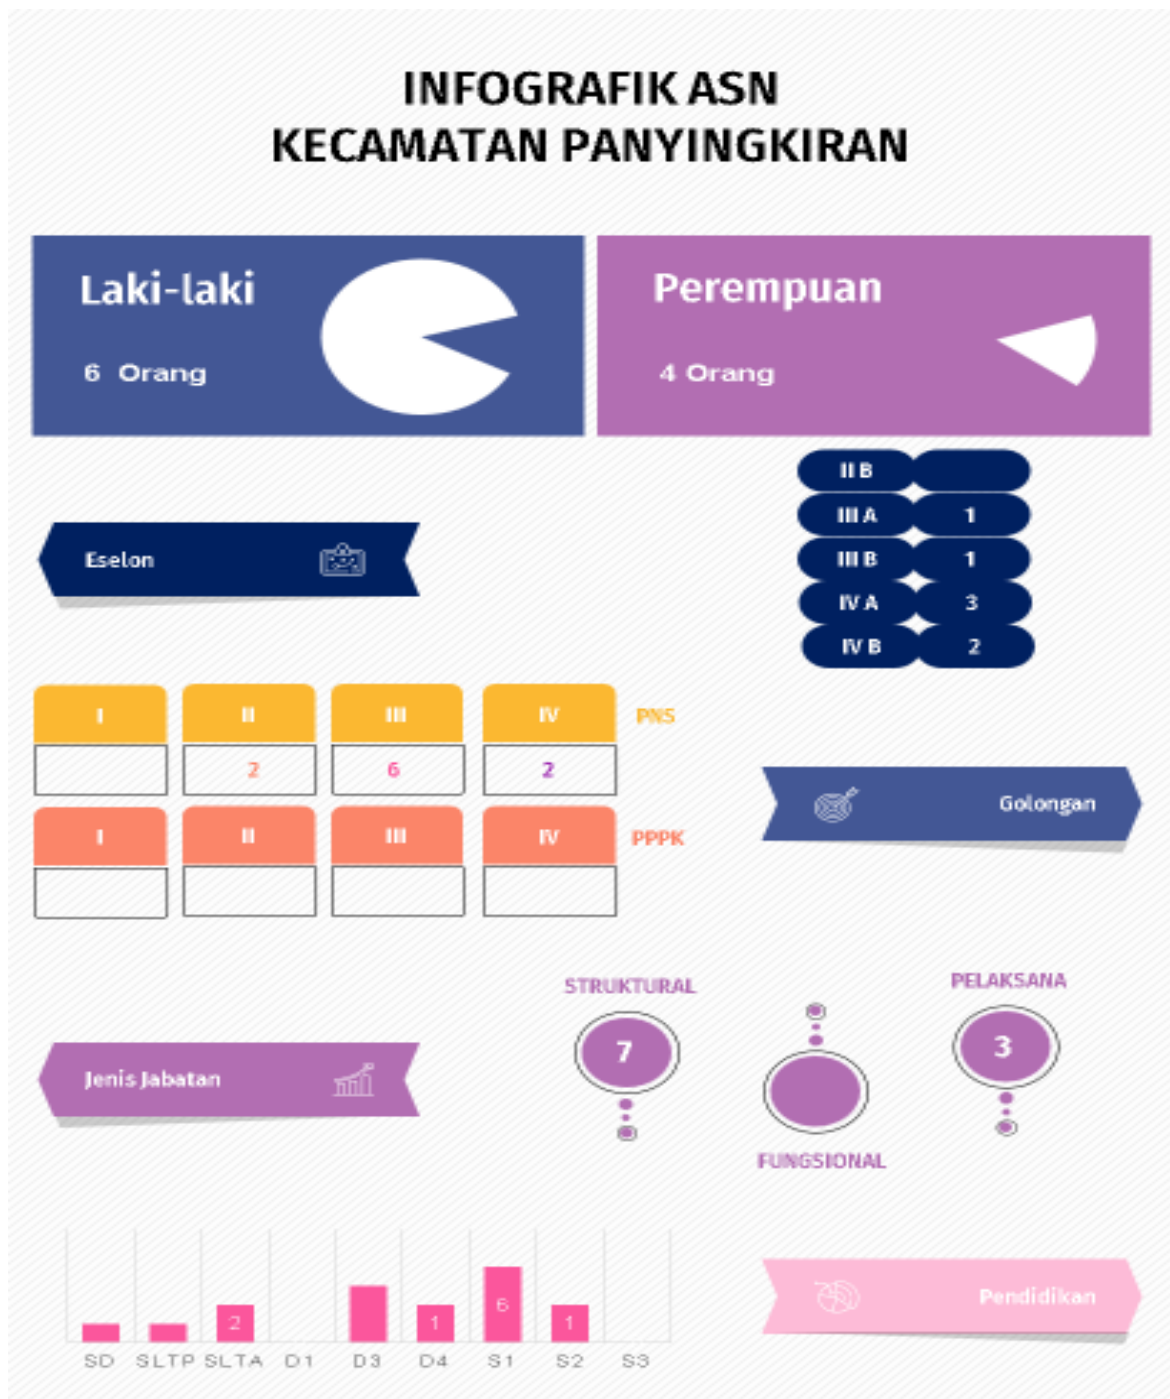 INFOGRAFIK ASN
KECAMATAN PANYINGKIRAN
Laki-laki
6 Orang
Perempuan
4 Orang
Eselon
II B
III A 1
III B 1
IV A 3
IV B 2
I II III IV PNS
2 6 2
I II III IV PPPK
Golongan
Jenis Jabatan
STRUKTURAL
7
FUNGSIONAL
PELAKSANA
3
2 1 6 1
SD SLTP SLTA D1 D3 D4 S1 S2 S3
Pendidikan